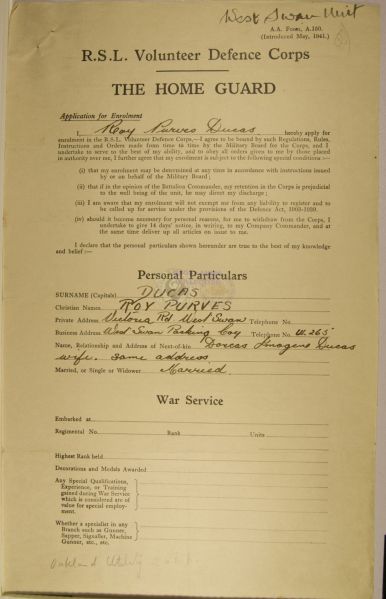 West Swan Unit
A.A. Form, A.160.
(Introduced May, 1941.)
R.S.L. Volunteer Defence Corps
THE HOME GUARD
Application for Enrolment
I, Roy Purves Ducas hereby apply for
enrolment in the R.S.L. Volunteer Defence Corps,—I agree to be bound by such Regulations, Rules,
Instructions and Orders made from time to time by the Military Board for the Corps, and I
undertake to serve to the best of my ability, and to obey all orders given to me by those placed
in authority over me, I further agree that my enrolment is subject to the following special conditions :—
(i) that my enrolment may be determined at any time in accordance with instructions issued
by or on behalf of the Military Board;
(ii) that if in the opinion of the Battalion Commander, my retention in the Corps is prejudicial
to the well being of the unit, he may direct my discharge;
(iii) I am aware that my enrolment will not exempt me from any liability to register and to
be called up for service under the provisions of the Defence Act, 1903-1939.
(iv) should it become necessary for personal reasons, for me to withdraw from the Corps, I
undertake to give 14 days' notice, in writing, to my Company Commander, and at
the same time deliver up all articles on issue to me.
I declare that the personal particulars shown hereunder are true to the best of my knowledge
and belief :—
Personal Particulars
SURNAME (Capitals) DUCAS
Christian Names ROY PURVES
Private Address Victoria Rd West Swan Telephone No.
Business Address West Swan Packing Coy Telephone No. W. 265
Name, Relationship and Address of Next-of-kin Dorcas Imogene Ducas
wife. same address
Married, or Single or Widower Married.
War Service
Embarked at
Regimental No. Rank Units
Highest Rank held
Decorations and Medals Awarded
Any Special Qualifications,
Experience, or Training
gained during War Service
which is considered are of
value for special employ-
ment.
Whether a specialist in any
Branch such as Gunner,
Sapper, Signaller, Machine
Gunner, etc., etc.
Oakland Utility